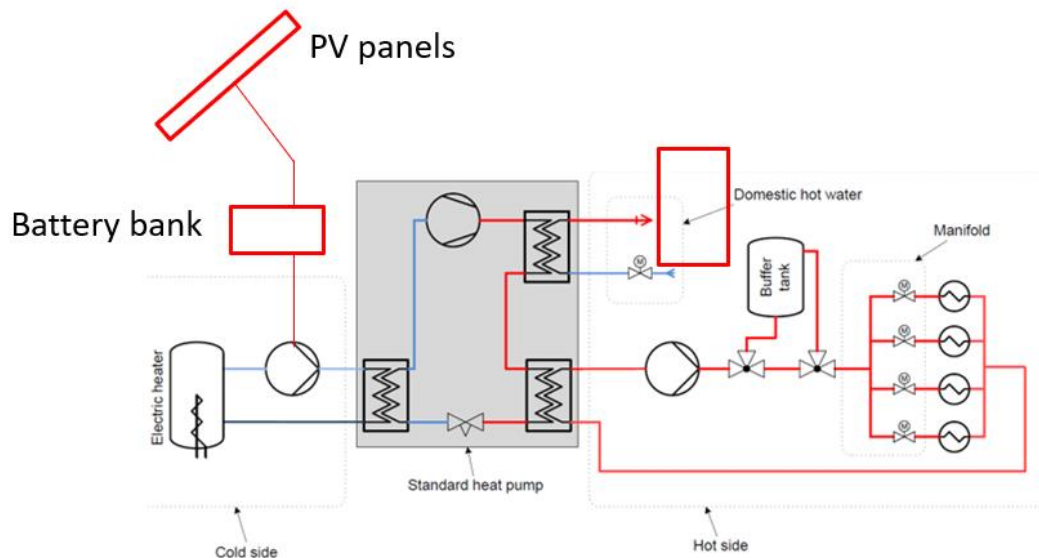 PV panels
Battery bank
Domestic hot water
Manifold
M
Buffer
tank
M
M
M
M
Electric heater
Standard heat pump
Cold side
Hot side